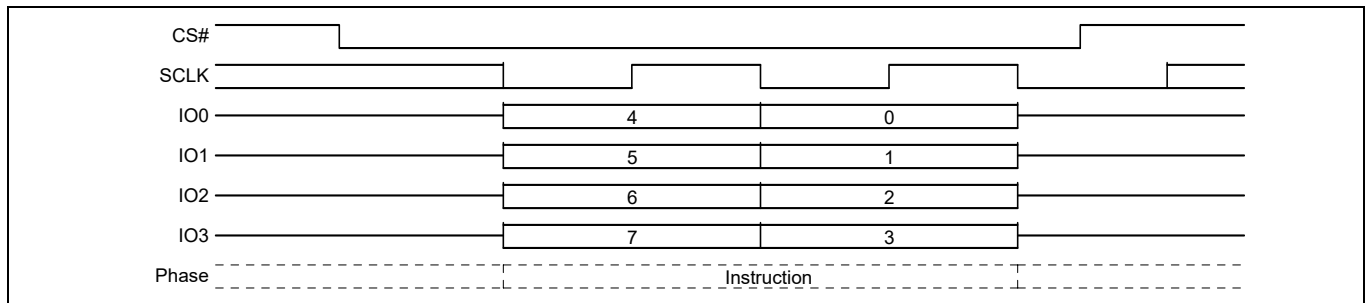 CS#
SCLK
IO0 4 0
IO1 5 1
IO2 6 2
IO3 7 3
Phase Instruction